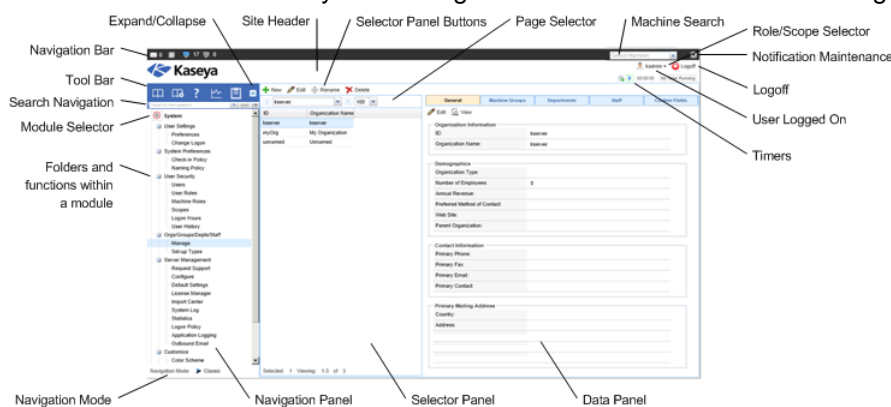 Expand/Collapse
Site Header
Selector Panel Buttons
Page Selector
Machine Search
Role/Scope Selector
Navigation Bar
Notification Maintenance
Kaseya
kadmin
Logoff
Tool Bar
Logoff
Search Navigation
New Edit Rename Delete
kserver 100
General Machine Groups Departments Staff Custom Fields
Module Selector
System
ID Organization Name
Edit View
User Logged On
User Settings
kserver kserver
Organization Information
Preferences
myOrg My Organization
ID: kserver
Timers
Change Logon
unnamed Unnamed
Organization Name: kserver
System Preferences
Check-in Policy
Folders and
functions within
a module
Naming Policy
Demographics
User Security
Organization Type:
Users
Number of Employees: 0
User Roles
Annual Revenue:
Machine Roles
Preferred Method of Contact:
Scopes
Web Site:
Logon Hours
Parent Organization:
User History
Orgs/Groups/Depts/Staff
Manage
Contact Information
Set-up Types
Primary Phone:
Server Management
Primary Fax:
Request Support
Primary Email:
Configure
Primary Contact:
Default Settings
License Manager
Import Center
Primary Mailing Address
System Log
Country:
Statistics
Address:
Logon Policy
Application Logging
Outbound Email
Customize
Color Scheme
Navigation Mode: Classic
Selected: 1 Viewing: 1-3 of 3
Navigation Mode
Navigation Panel
Selector Panel
Data Panel